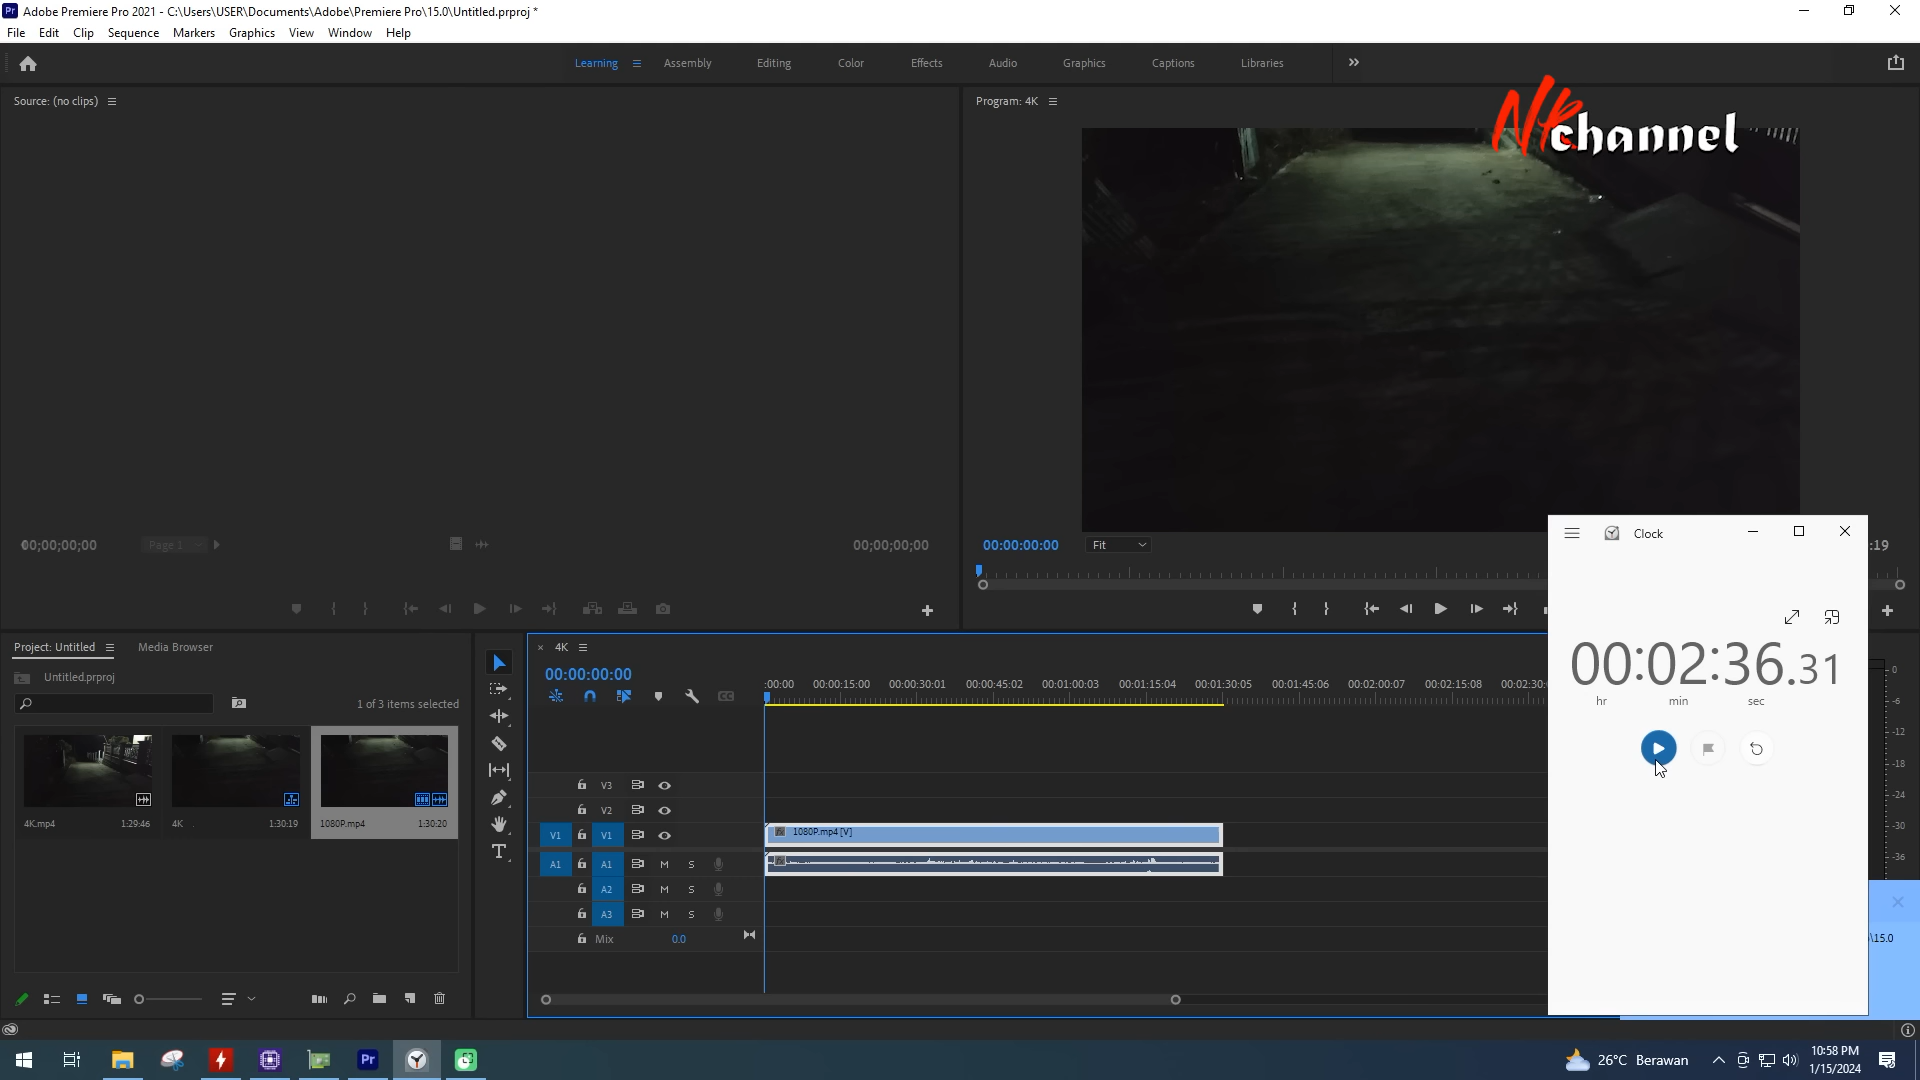 Adobe Premiere Pro 2021 - C:\Users\USER\Documents\Adobe\Premiere Pro\15.0\Untitled.prproj *
File Edit Clip Sequence Markers Graphics View Window Help
Learning Assembly Editing Color Effects Audio Graphics Captions Libraries
Source: (no clips)
Program: 4K
NR channel
00;00;00;00 Page 1 00;00;00;00
00:00:00:00 Fit :19
Clock
00:02:36.31
hr min sec
Project: Untitled Media Browser
Untitled.prproj
1 of 3 items selected
4K.mp4 1:29:46
4K 1:30:19
1080P.mp4 1:30:20
4K
00:00:00:00
:00:00 00:00:15:00 00:00:30:01 00:00:45:02 00:01:00:03 00:01:15:04 00:01:30:05 00:01:45:06 00:02:00:07 00:02:15:08 00:02:30:0
V3
V2
V1 V1 1080P.mp4 [V]
A1 A1 M S
A2 M S
A3 M S
Mix 0.0
0
-6
-12
-18
-24
-30
-36
\15.0
Pr
26°C Berawan
10:58 PM
1/15/2024